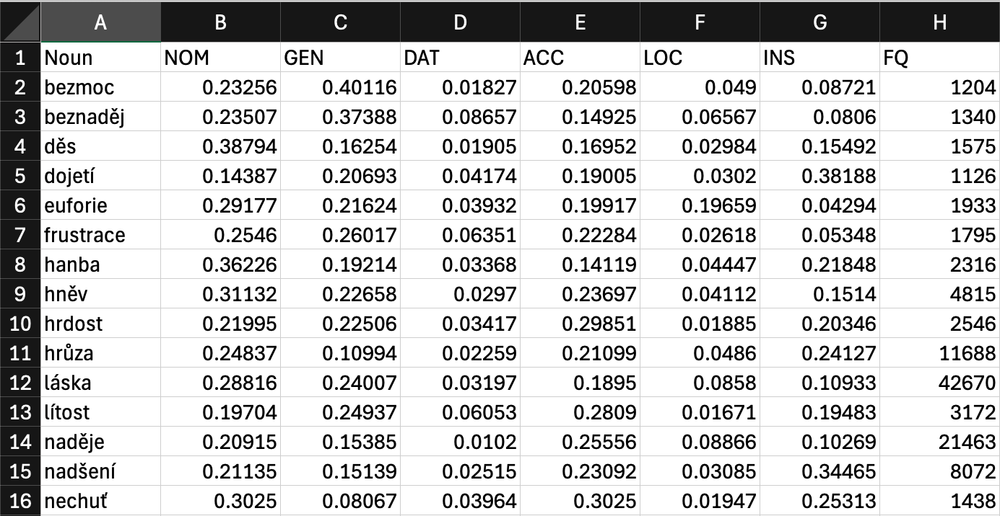 A B C D E F G H
1 Noun NOM GEN DAT ACC LOC INS FQ
2 bezmoc 0.23256 0.40116 0.01827 0.20598 0.049 0.08721 1204
3 beznaděj 0.23507 0.37388 0.08657 0.14925 0.06567 0.0806 1340
4 děs 0.38794 0.16254 0.01905 0.16952 0.02984 0.15492 1575
5 dojetí 0.14387 0.20693 0.04174 0.19005 0.0302 0.38188 1126
6 euforie 0.29177 0.21624 0.03932 0.19917 0.19659 0.04294 1933
7 frustrace 0.2546 0.26017 0.06351 0.22284 0.02618 0.05348 1795
8 hanba 0.36226 0.19214 0.03368 0.14119 0.04447 0.21848 2316
9 hněv 0.31132 0.22658 0.0297 0.23697 0.04112 0.1514 4815
10 hrdost 0.21995 0.22506 0.03417 0.29851 0.01885 0.20346 2546
11 hrůza 0.24837 0.10994 0.02259 0.21099 0.0486 0.24127 11688
12 láska 0.28816 0.24007 0.03197 0.1895 0.0858 0.10933 42670
13 lítost 0.19704 0.24937 0.06053 0.2809 0.01671 0.19483 3172
14 naděje 0.20915 0.15385 0.0102 0.25556 0.08866 0.10269 21463
15 nadšení 0.21135 0.15139 0.02515 0.23092 0.03085 0.34465 8072
16 nechuť 0.3025 0.08067 0.03964 0.3025 0.01947 0.25313 1438